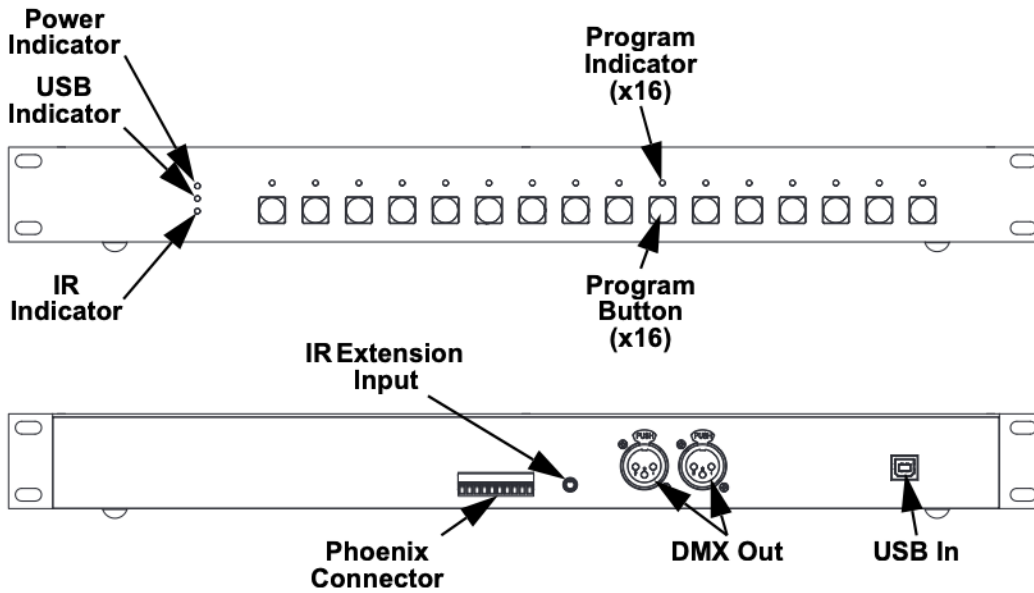 Power
Indicator
USB
Indicator
Program
Indicator
(x16)
IR
Indicator
Program
Button
(x16)
IR Extension
Input
PUSH
PUSH
Phoenix
Connector
DMX Out
USB In